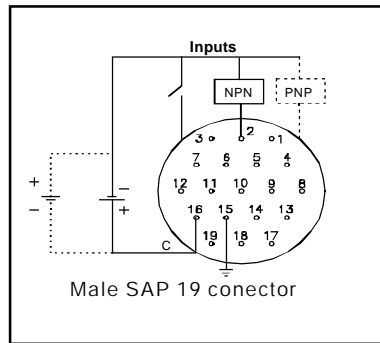 Inputs
NPN PNP
3 2 1
7 6 5 4
+ − 12 11 10 9 8
− + 16 15 14 13
C 19 18 17
Male SAP 19 conector